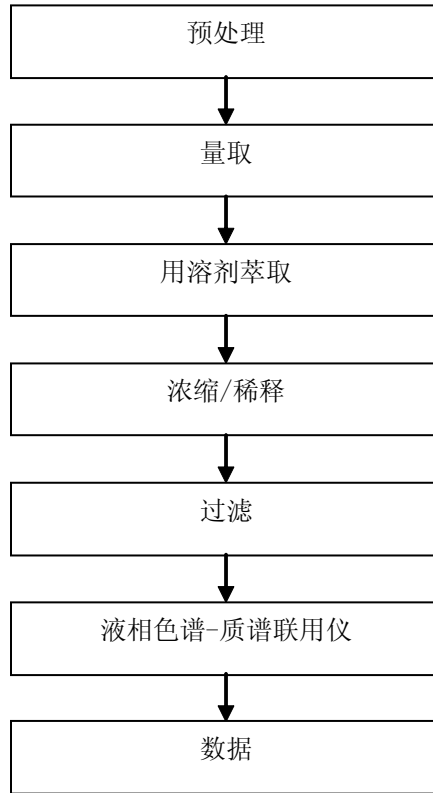 预处理
量取
用溶剂萃取
浓缩/稀释
过滤
液相色谱-质谱联用仪
数据